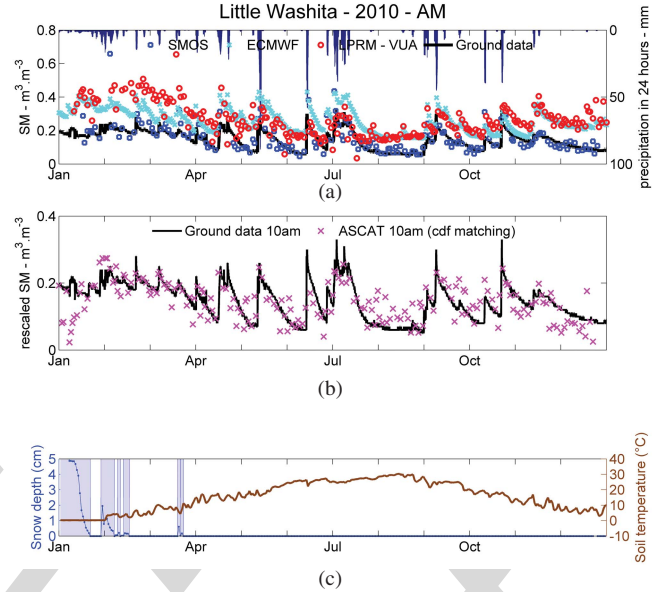 Little Washita - 2010 - AM
SMOS ECMWF LPRM - VUA Ground data
0.8
0.6
0.4
0.2
0
SM - m³.m⁻³
0
50
100
precipitation in 24 hours - mm
Jan Apr Jul Oct
(a)
Ground data 10am ASCAT 10am (cdf matching)
0.4
0.2
0
rescaled SM - m³.m⁻³
Jan Apr Jul Oct
(b)
5
4
3
2
1
0
Snow depth (cm)
40
30
20
10
0
-10
Soil temperature (°C)
Jan Apr Jul Oct
(c)